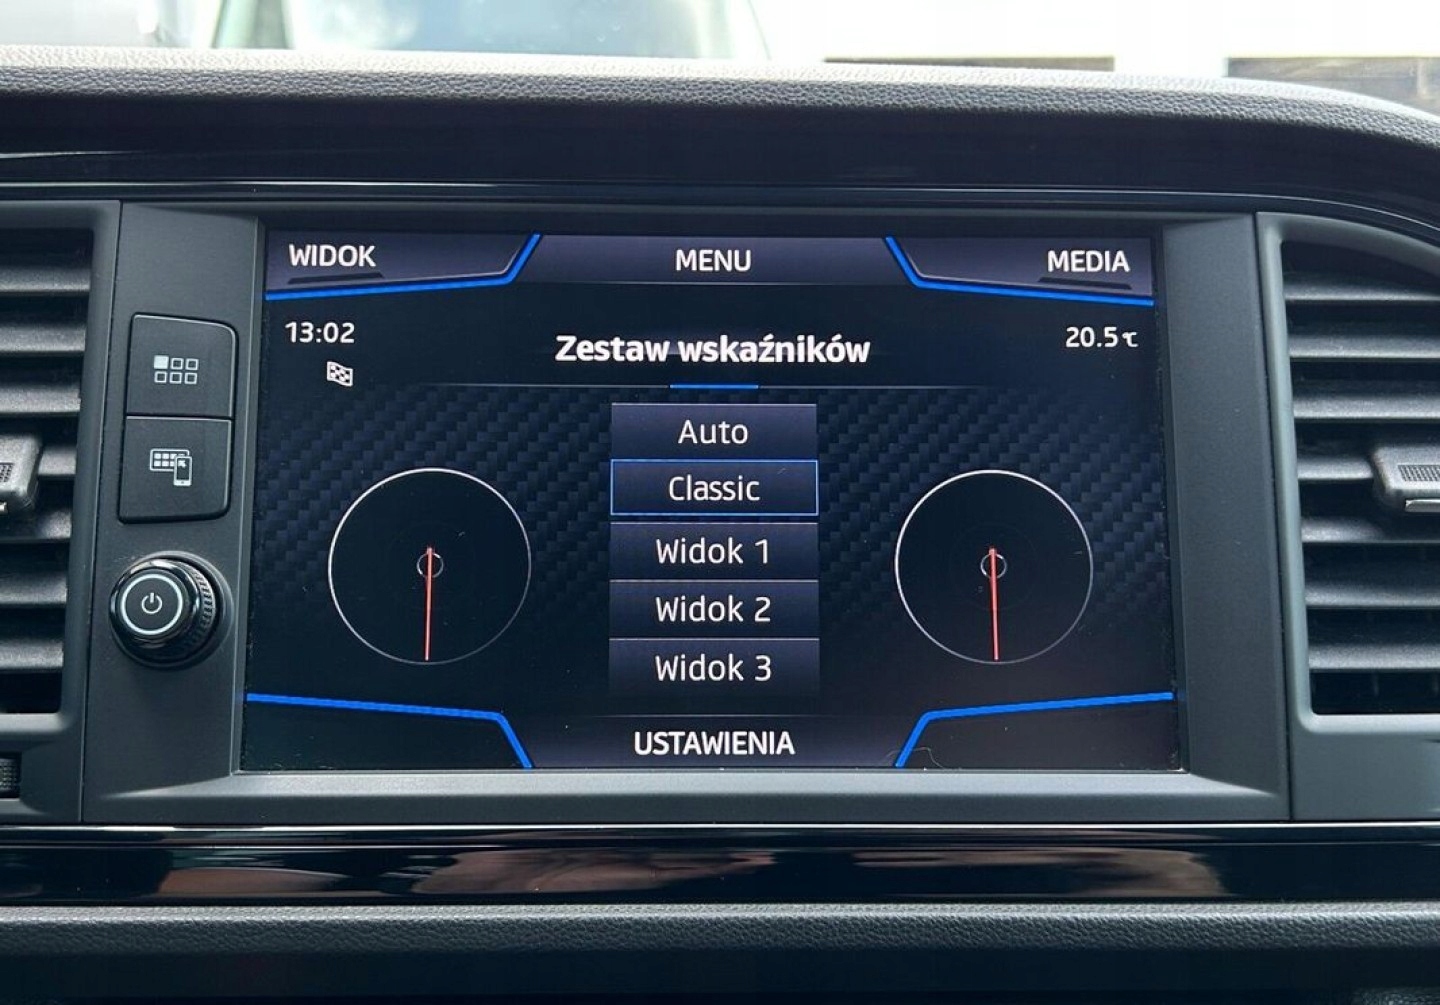 WIDOK
MENU
MEDIA
13:02
Zestaw wskaźników
20.5°C
Auto
Classic
Widok 1
Widok 2
Widok 3
USTAWIENIA